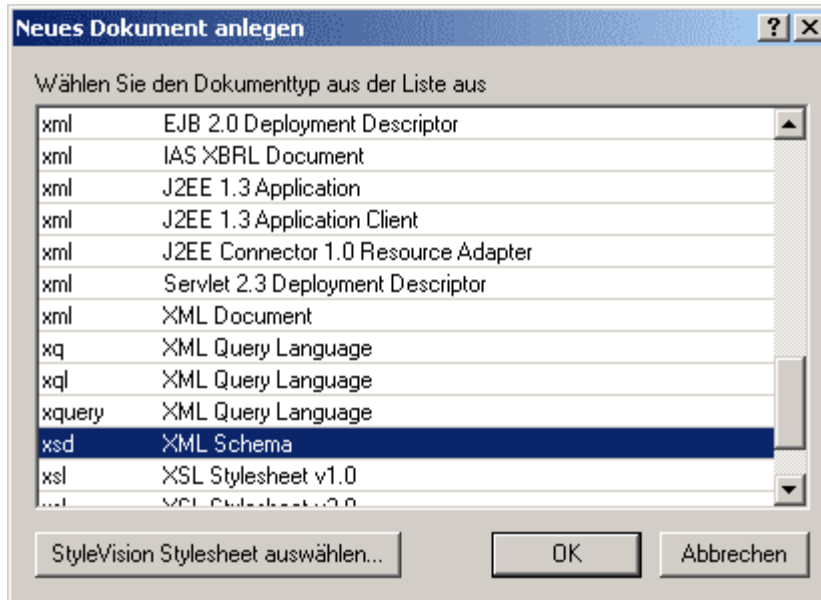 Neues Dokument anlegen
Wählen Sie den Dokumenttyp aus der Liste aus
xml EJB 2.0 Deployment Descriptor
xml IAS XBRL Document
xml J2EE 1.3 Application
xml J2EE 1.3 Application Client
xml J2EE Connector 1.0 Resource Adapter
xml Servlet 2.3 Deployment Descriptor
xml XML Document
xq XML Query Language
xql XML Query Language
xquery XML Query Language
xsd XML Schema
xsl XSL Stylesheet v1.0
StyleVision Stylesheet auswählen... OK Abbrechen